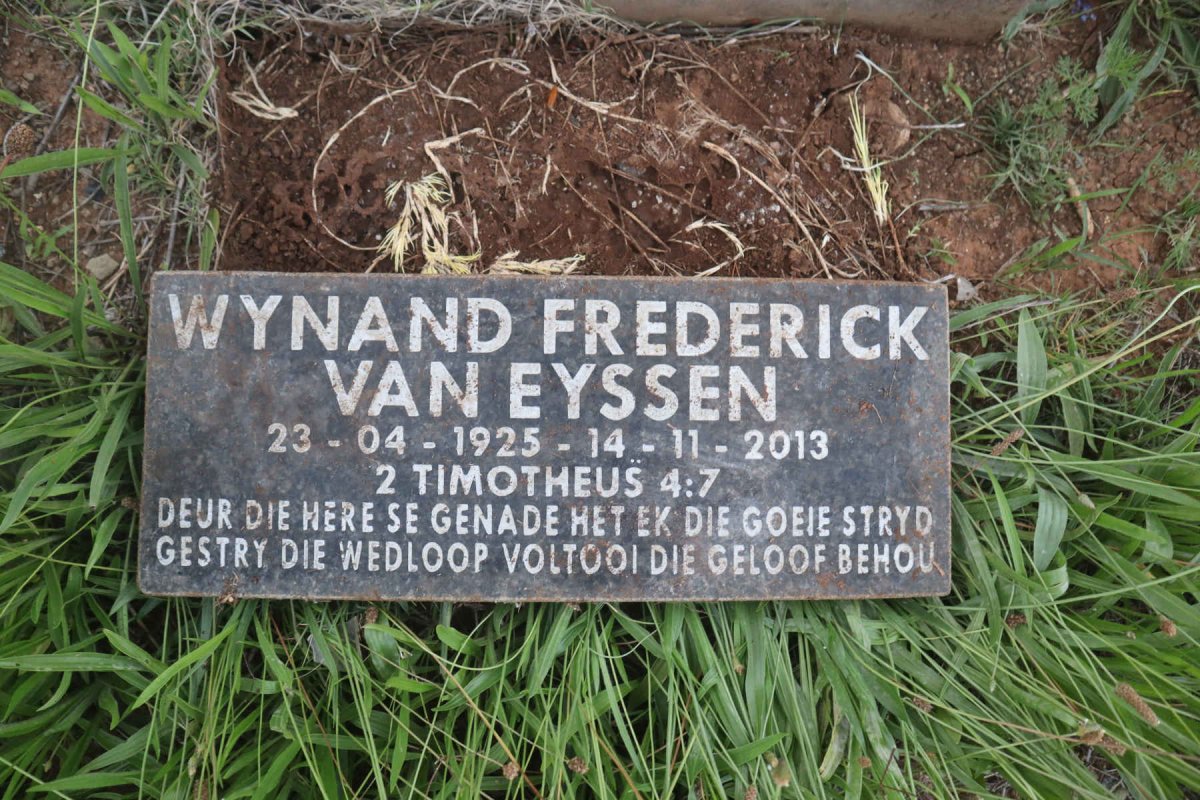 WYNAND FREDERICK
VAN EYSSEN
23 - 04 - 1925 - 14 - 11 - 2013
2 TIMOTHEUS 4:7
DEUR DIE HERE SE GENADE HET EK DIE GOEIE STRYD
GESTRY DIE WEDLOOP VOLTOOI DIE GELOOF BEHOU